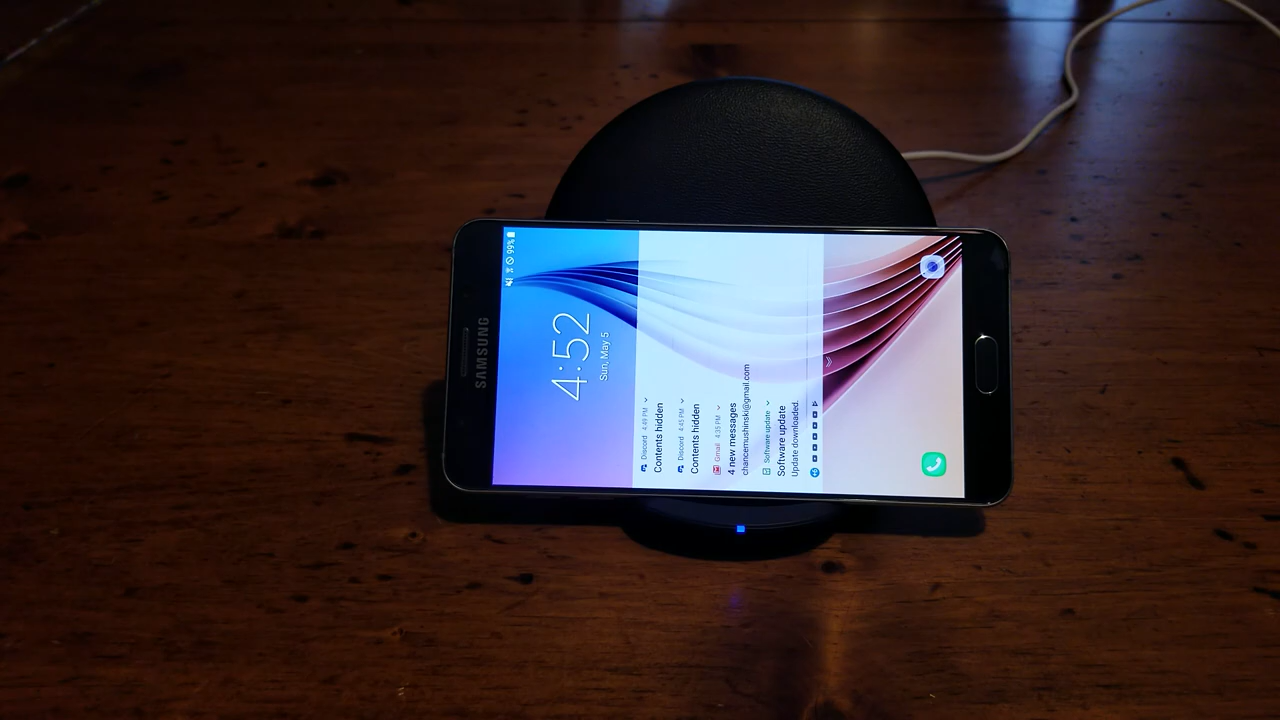 SAMSUNG
99%
4:52
Sun, May 5
Discord 4:49 PM
Contents hidden
Discord 4:45 PM
Contents hidden
Gmail 4:35 PM
4 new messages
chancemushinski@gmail.com
Software update
Software update
Update downloaded.